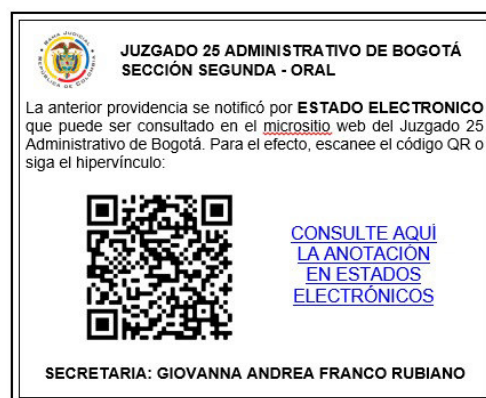 JUZGADO 25 ADMINISTRATIVO DE BOGOTÁ
SECCIÓN SEGUNDA - ORAL
La anterior providencia se notificó por ESTADO ELECTRONICO
que puede ser consultado en el micrositio web del Juzgado 25
Administrativo de Bogotá. Para el efecto, escanee el código QR o
siga el hipervínculo:
CONSULTE AQUÍ
LA ANOTACIÓN
EN ESTADOS
ELECTRÓNICOS
SECRETARIA: GIOVANNA ANDREA FRANCO RUBIANO